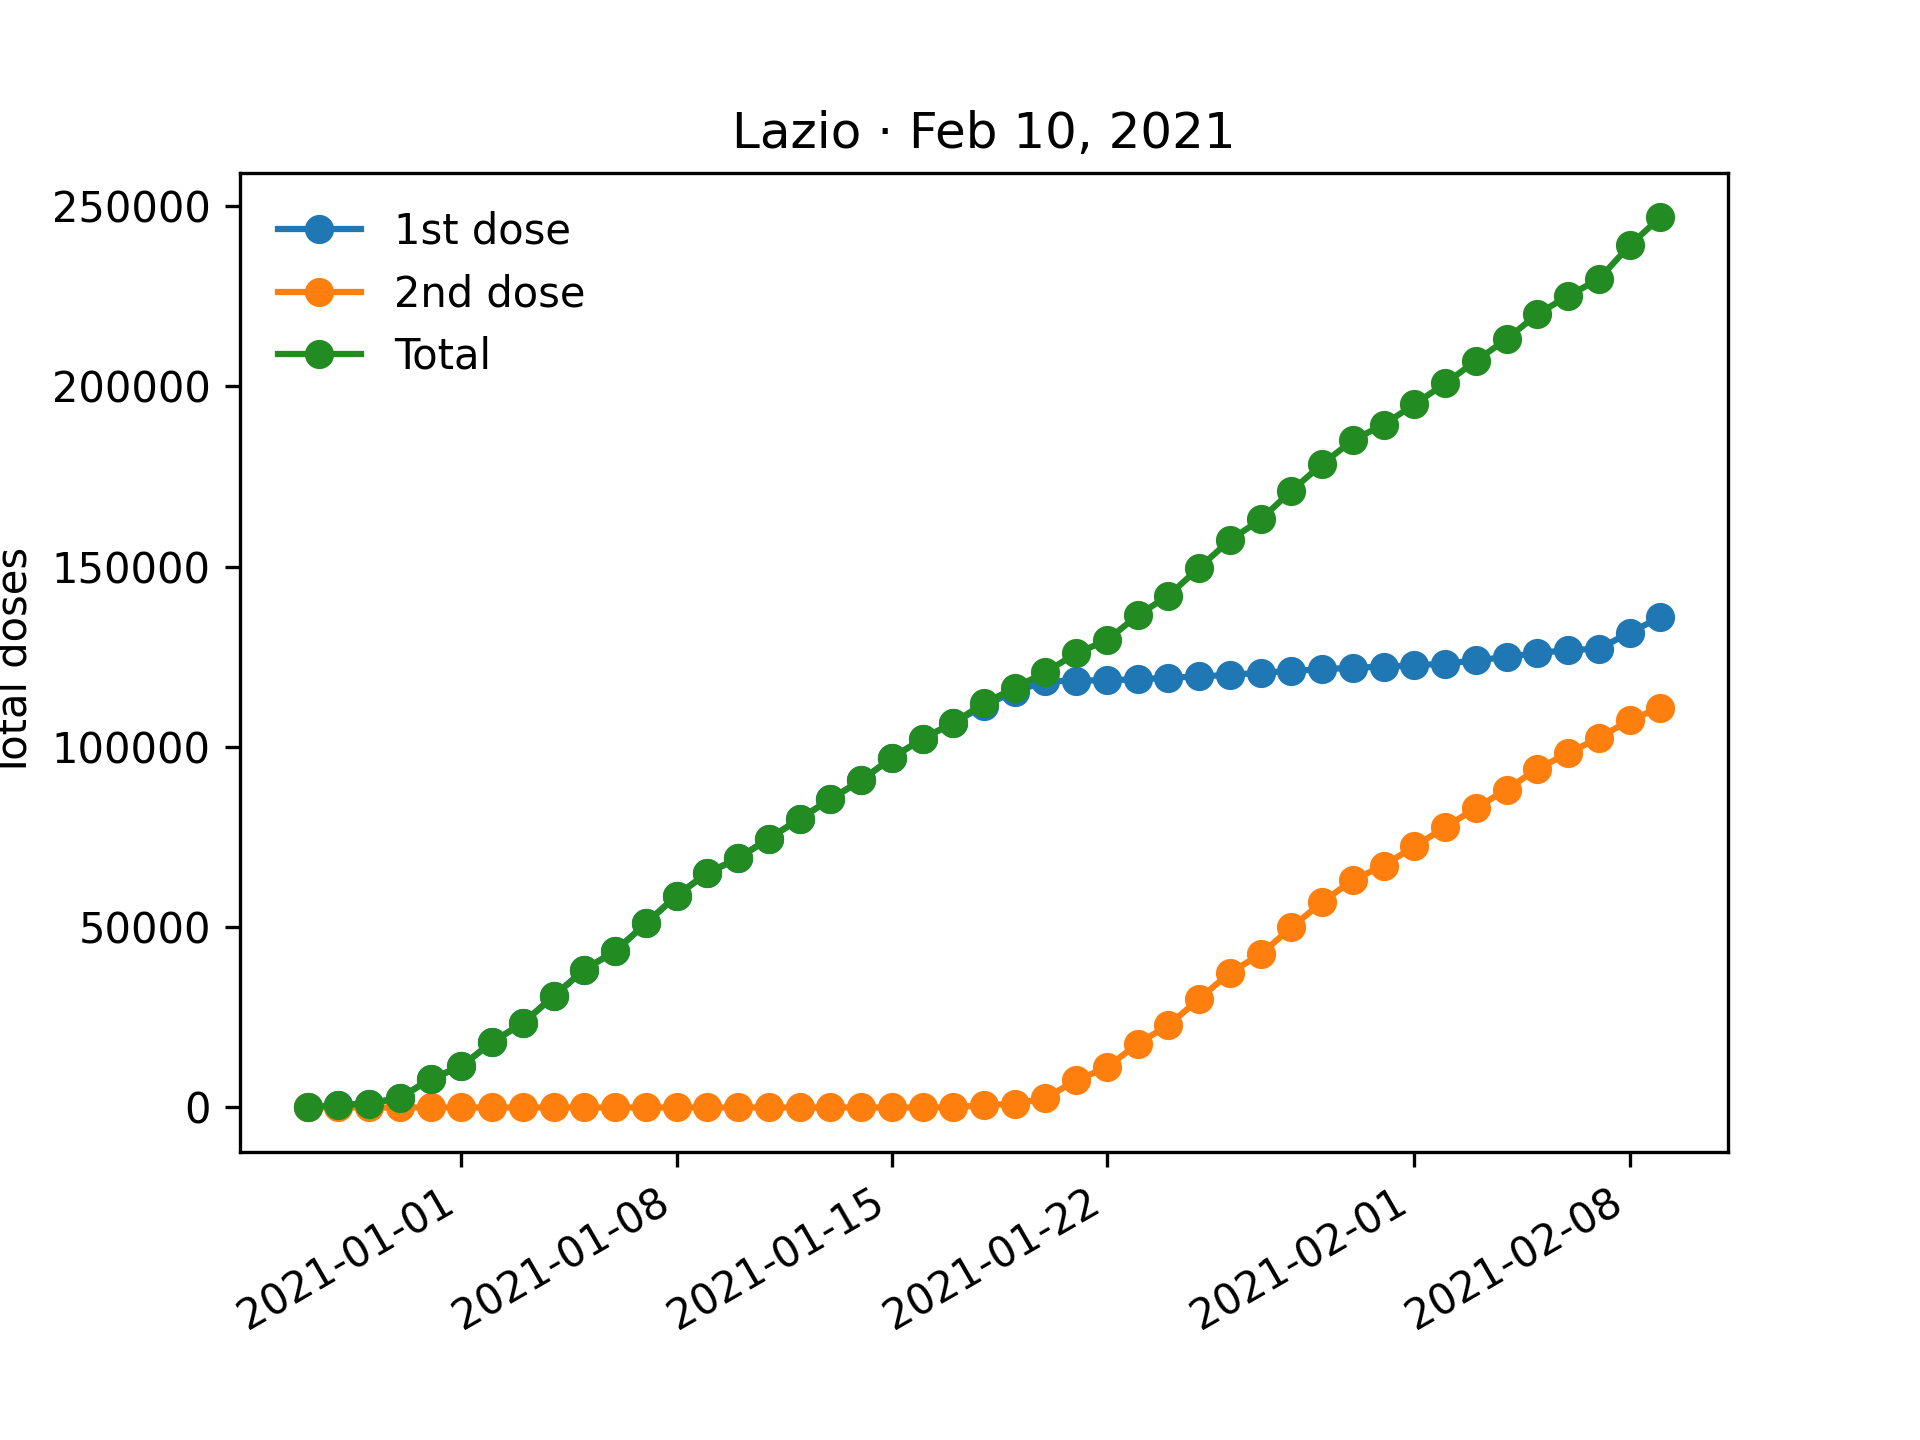 Lazio · Feb 10, 2021
1st dose
2nd dose
Total
Total doses
250000
200000
150000
100000
50000
0
2021-01-01
2021-01-08
2021-01-15
2021-01-22
2021-02-01
2021-02-08